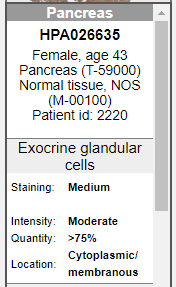 Pancreas
HPA026635
Female, age 43
Pancreas (T-59000)
Normal tissue, NOS
(M-00100)
Patient id: 2220
Exocrine glandular
cells
Staining: Medium
Intensity: Moderate
Quantity: >75%
Location: Cytoplasmic/
membranous